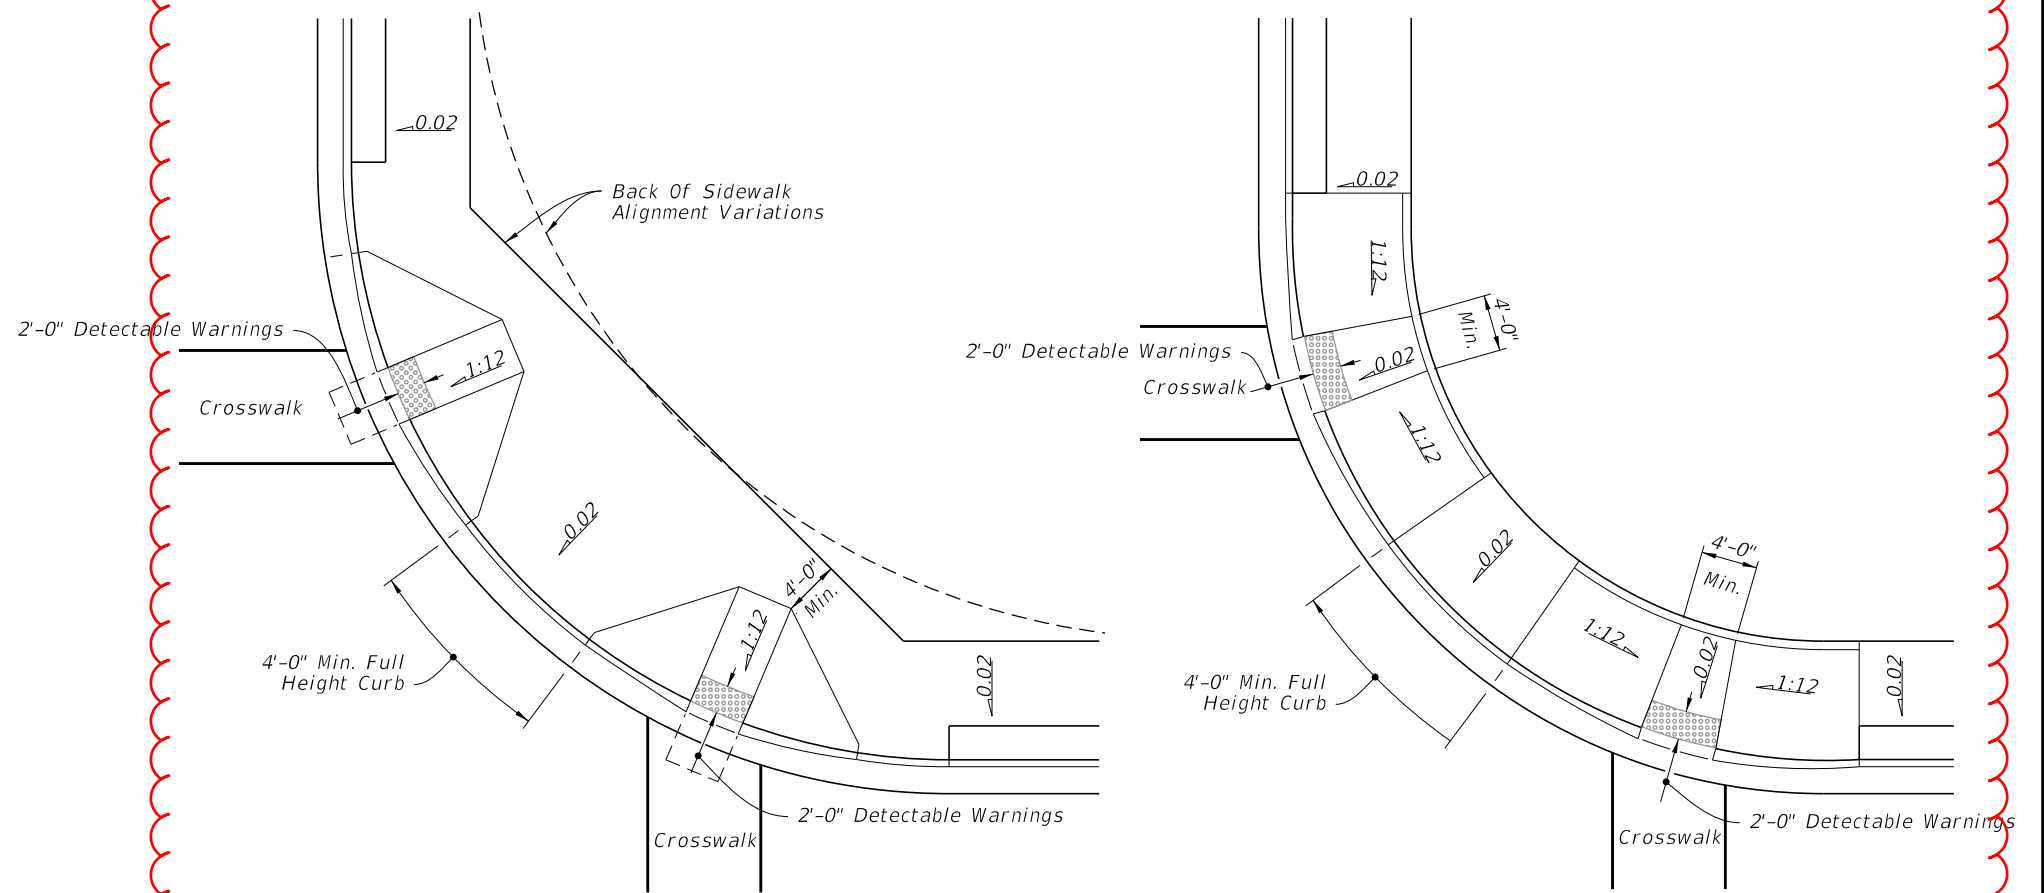 0.02
Back Of Sidewalk
Alignment Variations
2'-0" Detectable Warnings
1:12
Crosswalk
0.02
4'-0"
Min.
1:12
4'-0" Min. Full
Height Curb
0.02
2'-0" Detectable Warnings
Crosswalk
0.02
1:12
4'-0"
Min.
2'-0" Detectable Warnings
0.02
Crosswalk
1:12
0.02
4'-0"
Min.
1:12
0.02
4'-0" Min. Full
Height Curb
1:12
0.02
2'-0" Detectable Warnings
Crosswalk